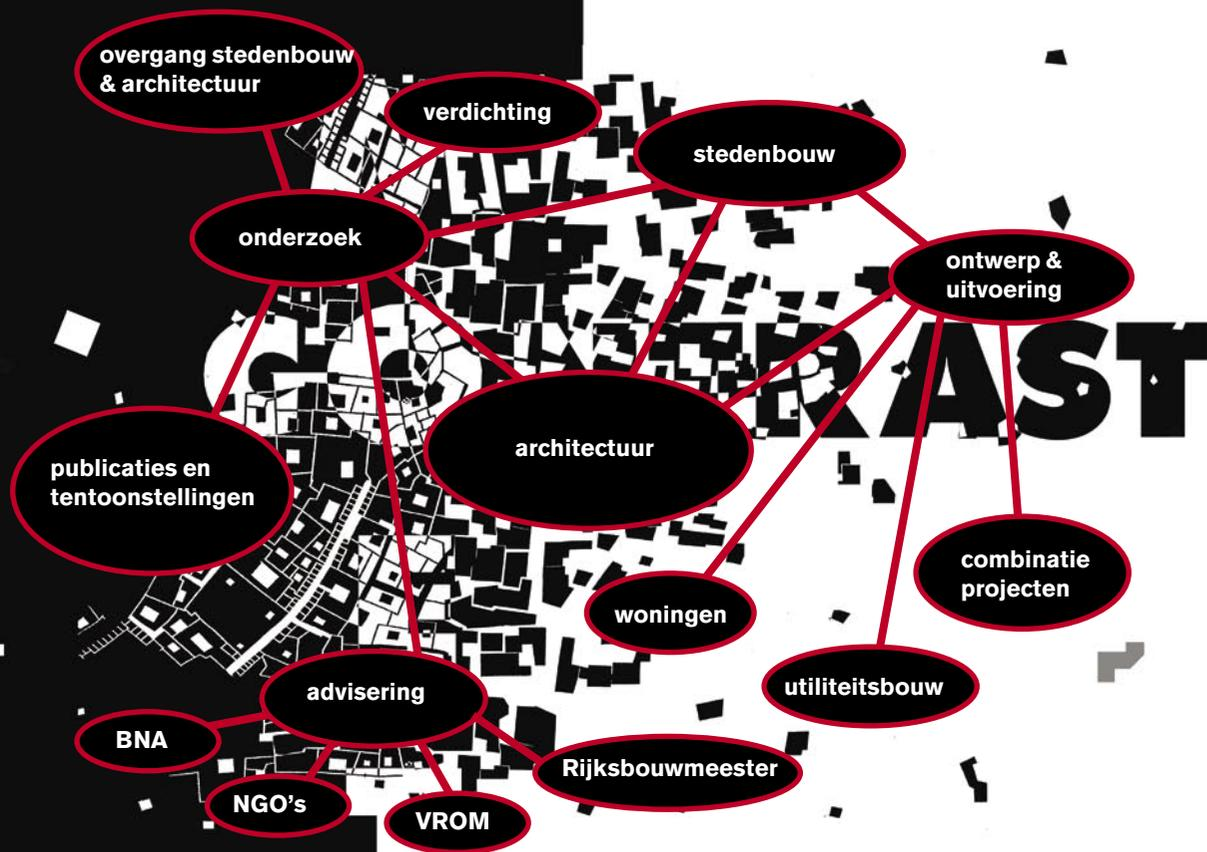 overgang stedenbouw
& architectuur
verdichting
stedenbouw
onderzoek
ontwerp &
uitvoering
CONTRAST
architectuur
publicaties en
tentoonstellingen
combinatie
projecten
woningen
utiliteitsbouw
advisering
BNA
Rijksbouwmeester
NGO's
VROM